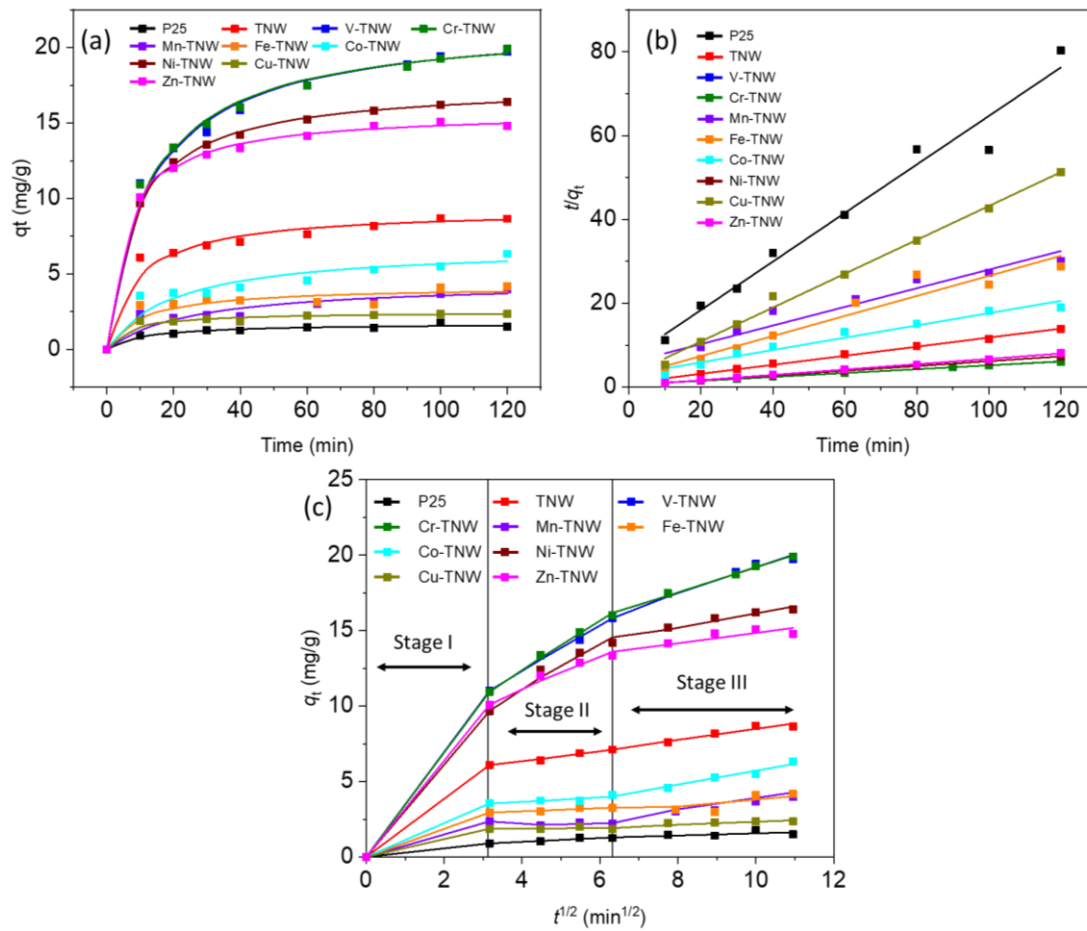 (a)
P25 TNW V-TNW Cr-TNW
Mn-TNW Fe-TNW Co-TNW
Ni-TNW Cu-TNW
Zn-TNW
qt (mg/g)
20
15
10
5
0
0 20 40 60 80 100 120
Time (min)
(b)
P25
TNW
V-TNW
Cr-TNW
Mn-TNW
Fe-TNW
Co-TNW
Ni-TNW
Cu-TNW
Zn-TNW
t/qt
80
60
40
20
0
0 20 40 60 80 100 120
Time (min)
(c)
P25 TNW V-TNW
Cr-TNW Mn-TNW Fe-TNW
Co-TNW Ni-TNW
Cu-TNW Zn-TNW
Stage I
Stage II
Stage III
qt (mg/g)
25
20
15
10
5
0
0 2 4 6 8 10 12
t1/2 (min1/2)